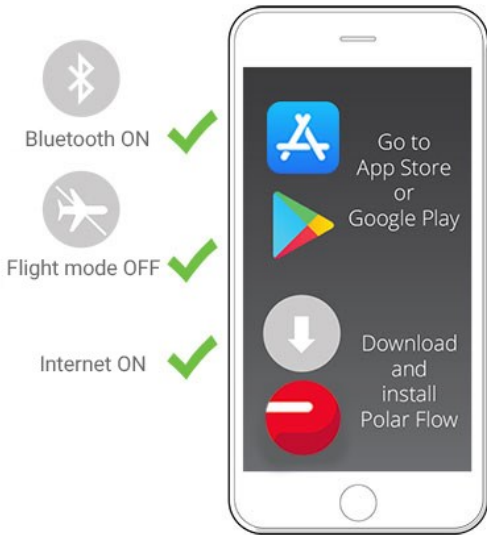 Bluetooth ON
Flight mode OFF
Internet ON
Go to
App Store
or
Google Play
Download
and
install
Polar Flow